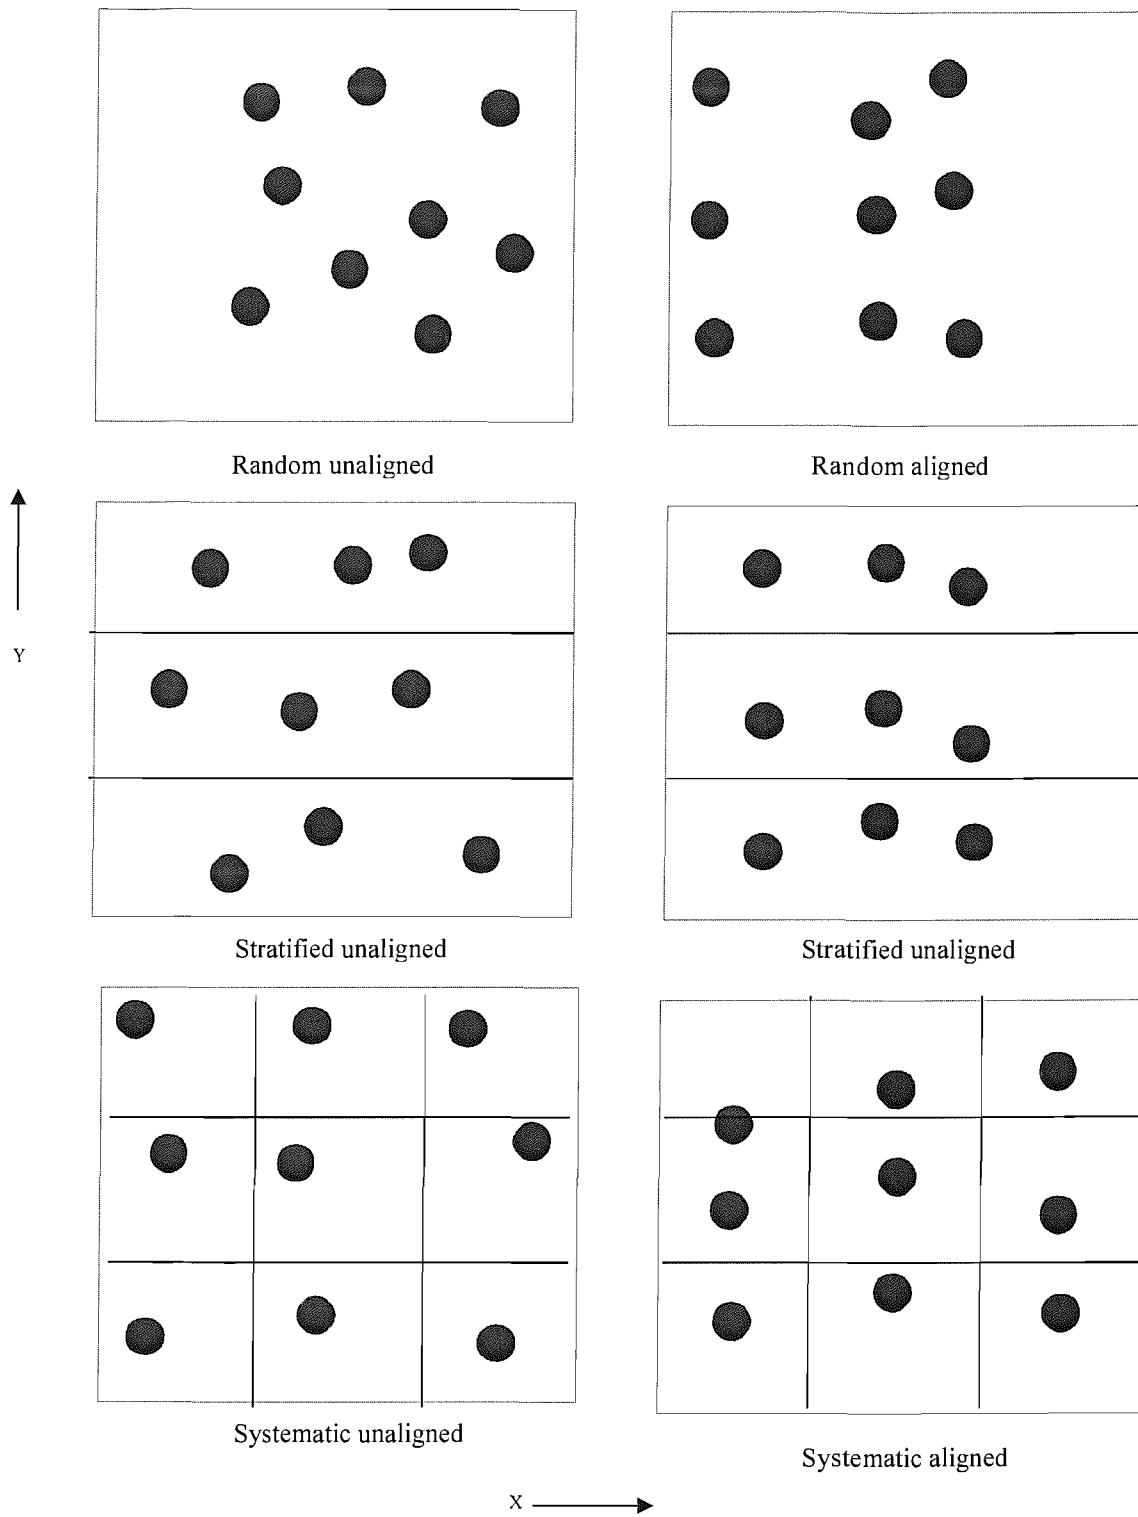 Random unaligned
Random aligned
Y
Stratified unaligned
Stratified unaligned
Systematic unaligned
Systematic aligned
X